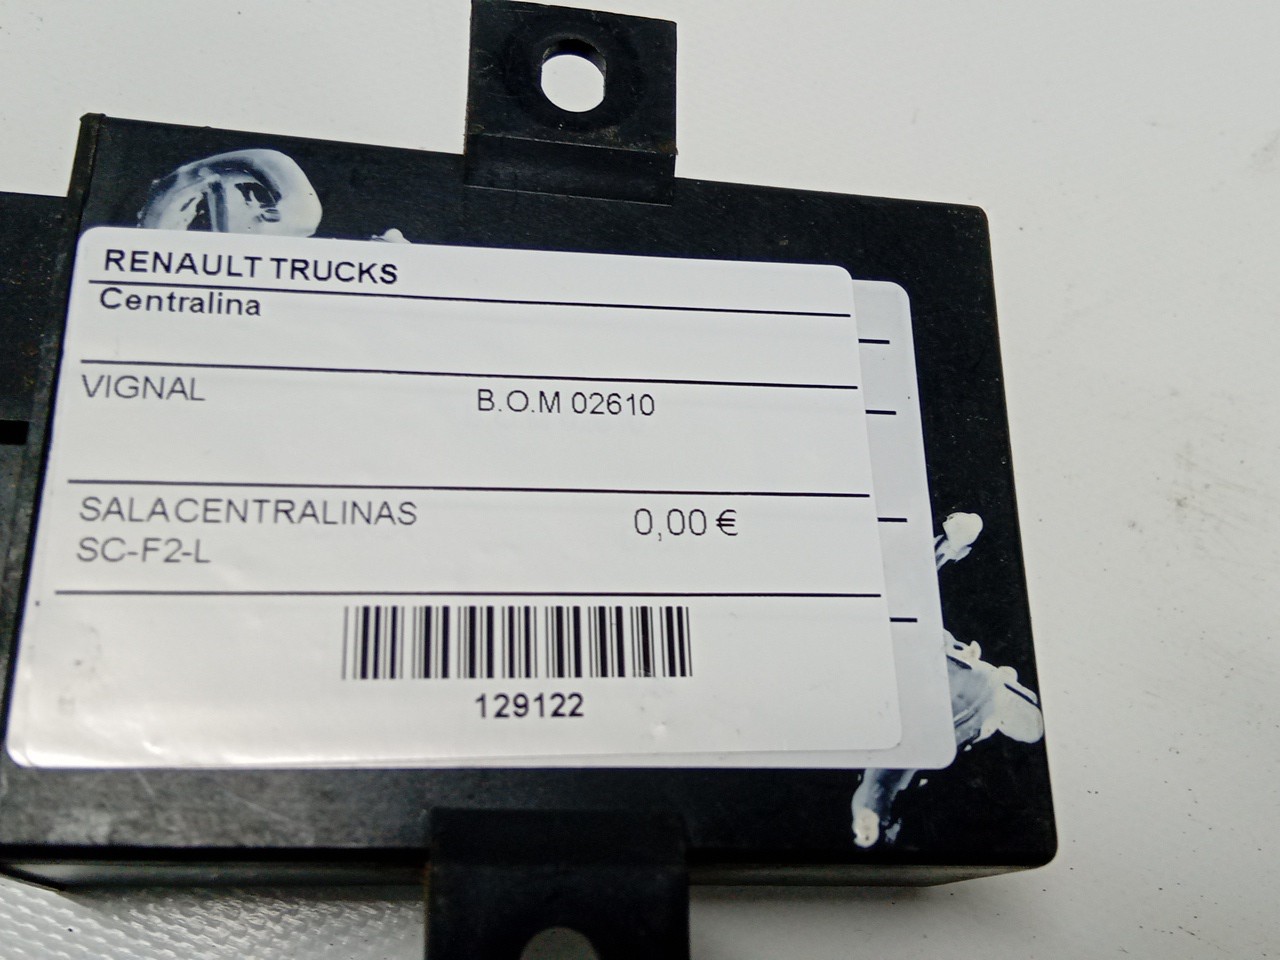 RENAULT TRUCKS
Centralina
VIGNAL B.O.M 02610
SALACENTRALINAS 0,00 €
SC-F2-L
129122